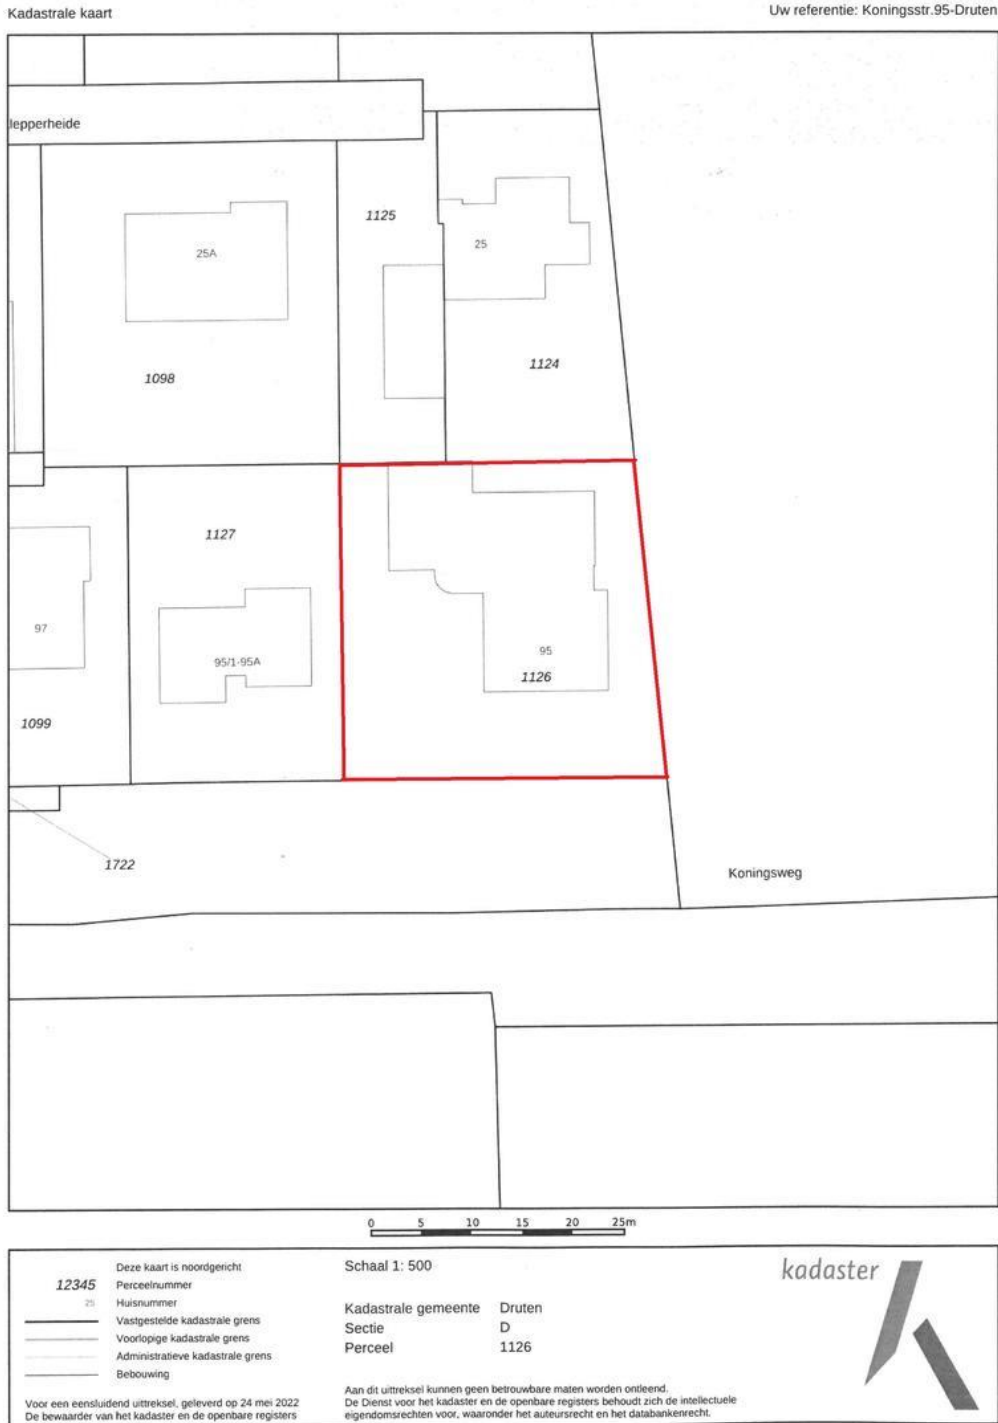 Kadastrale kaart
Uw referentie: Koningsstr.95-Druten
lepperheide
1125
25
25A
1124
1098
1127
97
95/1-95A
95
1126
1099
1722
Koningsweg
0 5 10 15 20 25m
Deze kaart is noordgericht
12345 Perceelnummer
25 Huisnummer
Vastgestelde kadastrale grens
Voorlopige kadastrale grens
Administratieve kadastrale grens
Bebouwing
Voor een eensluidend uittreksel, geleverd op 24 mei 2022
De bewaarder van het kadaster en de openbare registers
Schaal 1: 500
Kadastrale gemeente Druten
Sectie D
Perceel 1126
Aan dit uittreksel kunnen geen betrouwbare maten worden ontleend.
De Dienst voor het kadaster en de openbare registers behoudt zich de intellectuele
eigendomsrechten voor, waaronder het auteursrecht en het databankenrecht.
kadaster